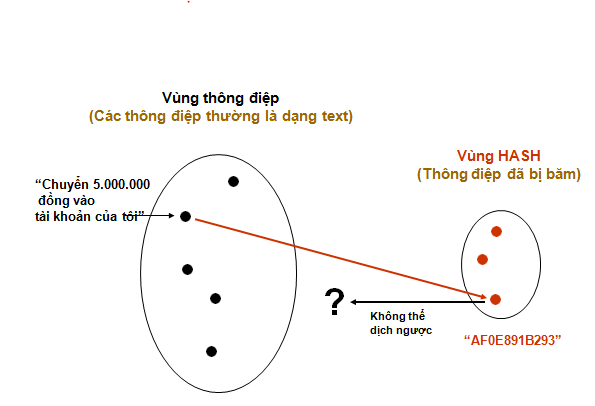 Vùng thông điệp
(Các thông điệp thường là dạng text)
Vùng HASH
(Thông điệp đã bị băm)
“Chuyển 5.000.000
đồng vào
tài khoản của tôi”
?
Không thể
dịch ngược
“AF0E891B293”